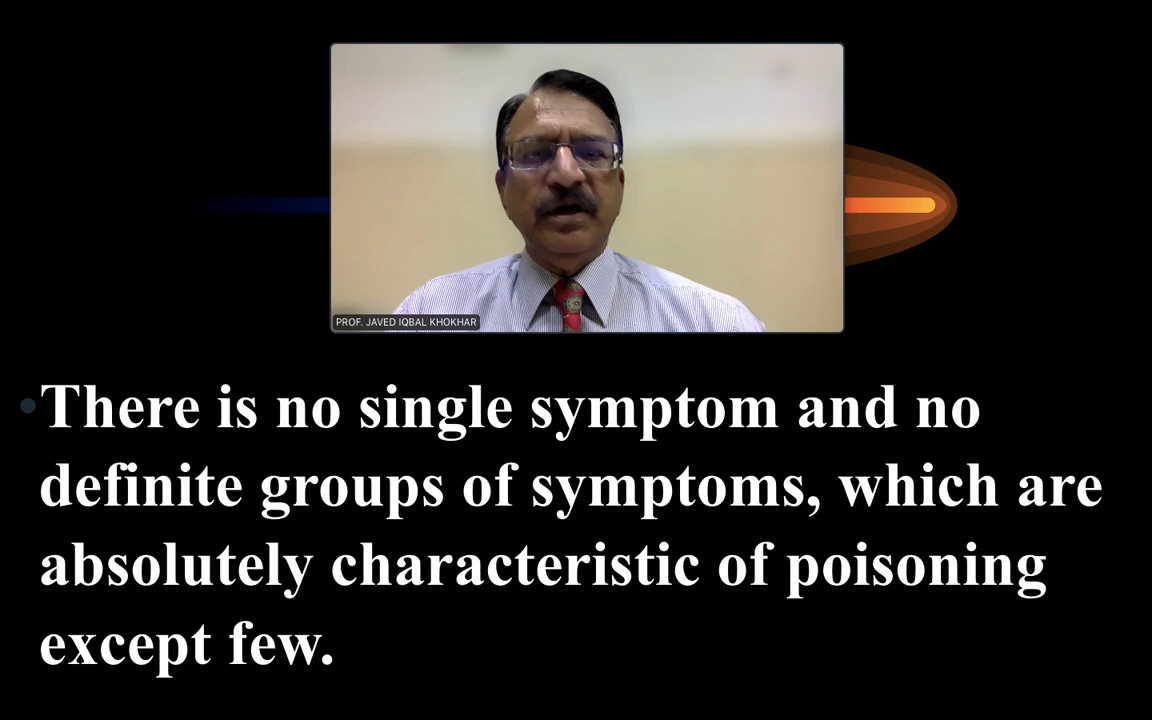 PROF. JAVED IQBAL KHOKHAR
•There is no single symptom and no
definite groups of symptoms, which are
absolutely characteristic of poisoning
except few.